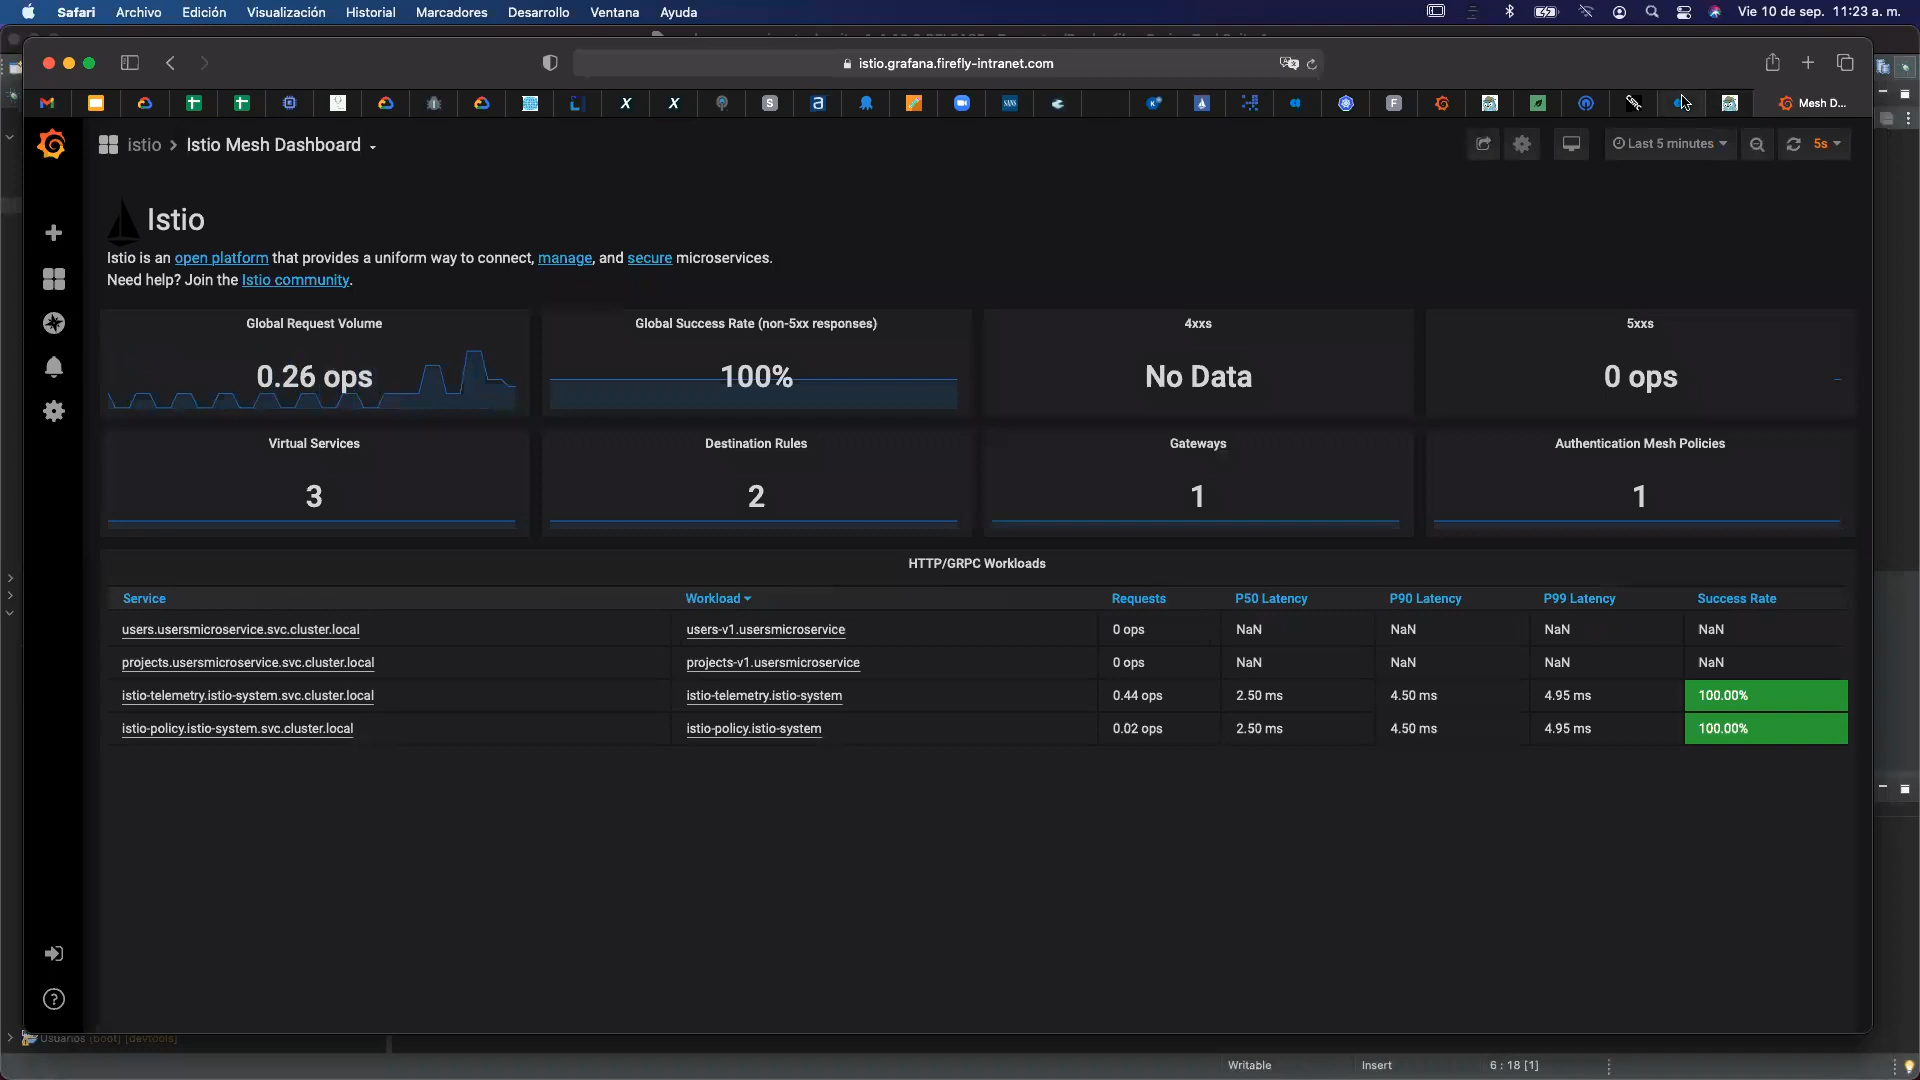 Safari Archivo Edición Visualización Historial Marcadores Desarrollo Ventana Ayuda
Vie 10 de sep. 11:23 a. m.
istio.grafana.firefly-intranet.com
Mesh D...
istio > Istio Mesh Dashboard
Last 5 minutes
5s
Istio
Istio is an open platform that provides a uniform way to connect, manage, and secure microservices.
Need help? Join the Istio community.
Global Request Volume
0.26 ops
Global Success Rate (non-5xx responses)
100%
4xxs
No Data
5xxs
0 ops
Virtual Services
3
Destination Rules
2
Gateways
1
Authentication Mesh Policies
1
HTTP/GRPC Workloads
Service Workload Requests P50 Latency P90 Latency P99 Latency Success Rate
users.usersmicroservice.svc.cluster.local users-v1.usersmicroservice 0 ops NaN NaN NaN NaN
projects.usersmicroservice.svc.cluster.local projects-v1.usersmicroservice 0 ops NaN NaN NaN NaN
istio-telemetry.istio-system.svc.cluster.local istio-telemetry.istio-system 0.44 ops 2.50 ms 4.50 ms 4.95 ms 100.00%
istio-policy.istio-system.svc.cluster.local istio-policy.istio-system 0.02 ops 2.50 ms 4.50 ms 4.95 ms 100.00%
Usuarios [boot] [devtools]
Writable Insert 6 : 18 [1]